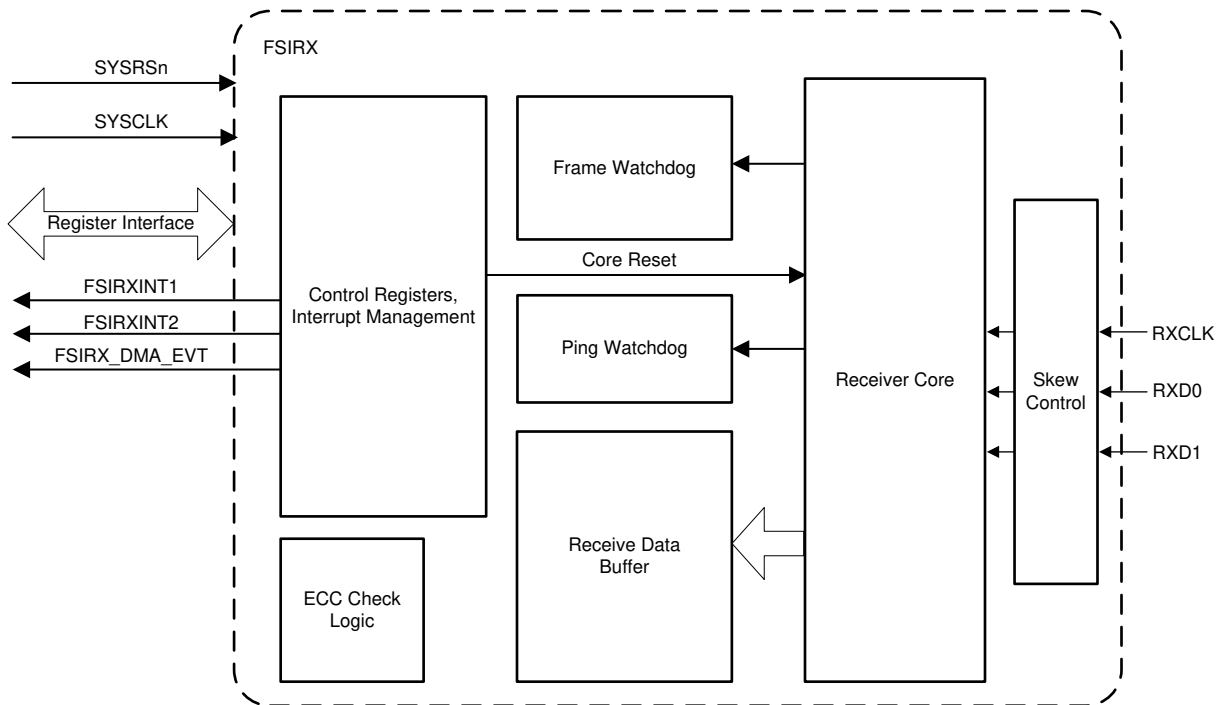 FSIRX
SYSRSn
SYSCLK
Register Interface
FSIRXINT1
FSIRXINT2
FSIRX_DMA_EVT
Control Registers,
Interrupt Management
ECC Check
Logic
Frame Watchdog
Core Reset
Ping Watchdog
Receive Data
Buffer
Receiver Core
Skew
Control
RXCLK
RXD0
RXD1